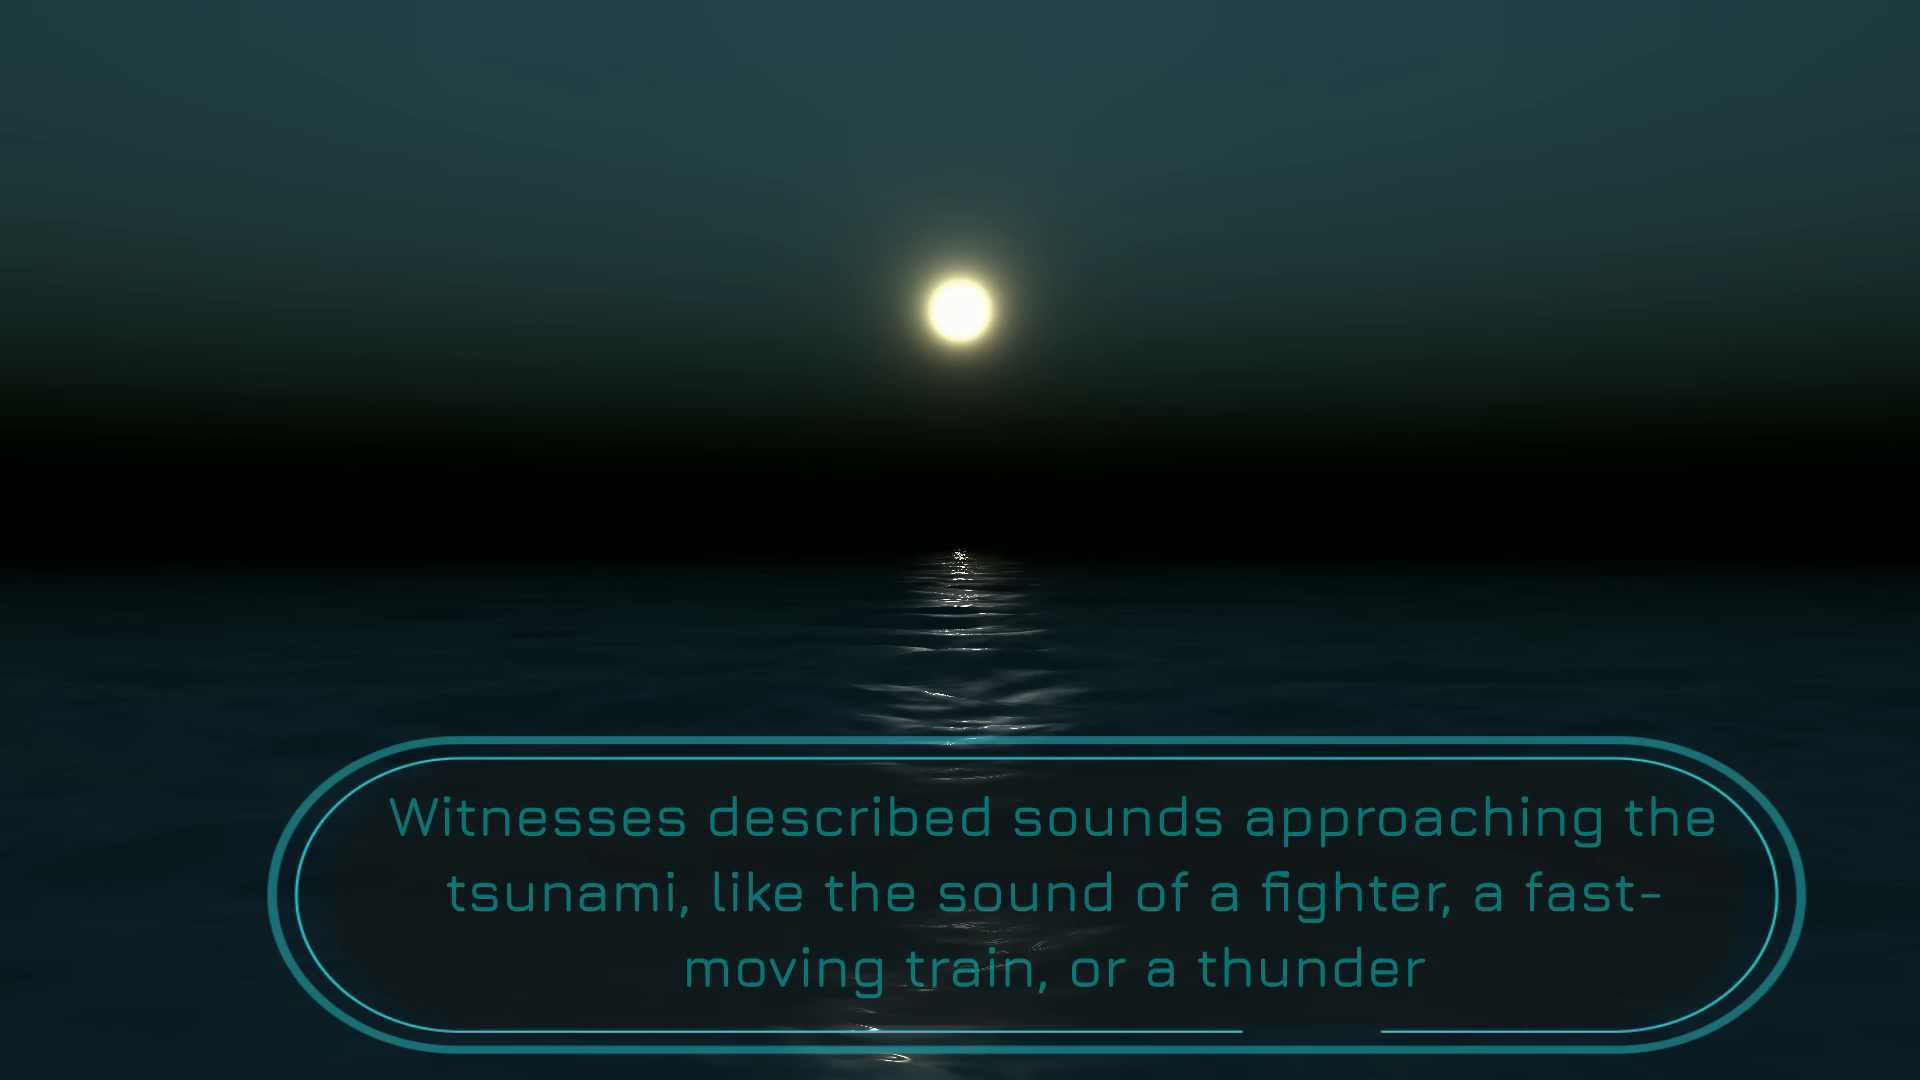 Witnesses described sounds approaching the
tsunami, like the sound of a fighter, a fast-
moving train, or a thunder